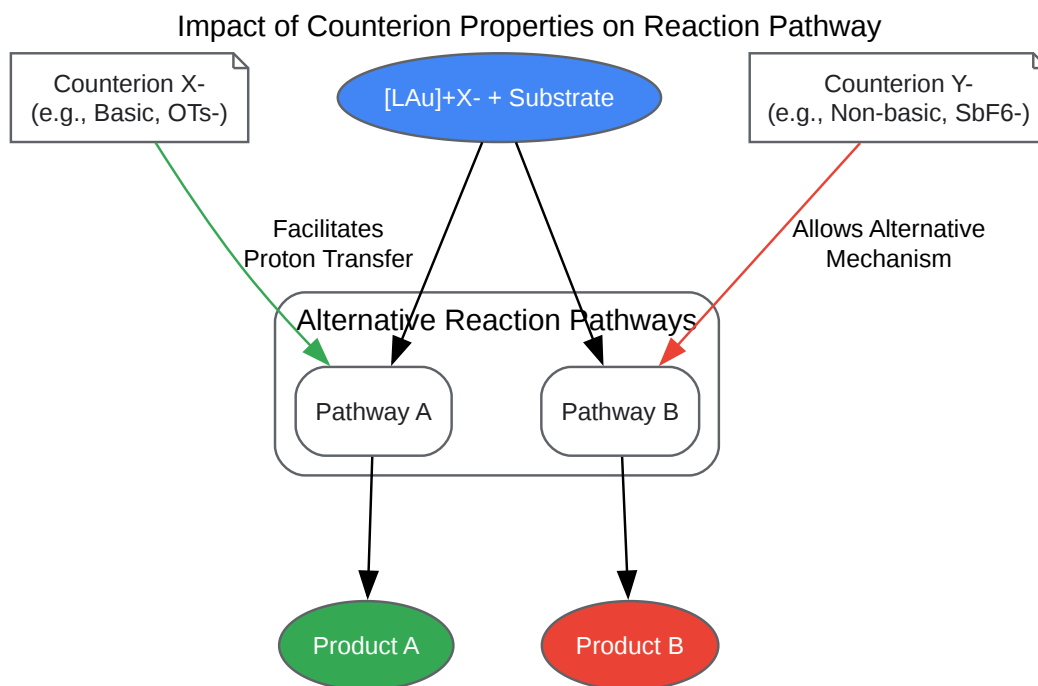 Impact of Counterion Properties on Reaction Pathway
Counterion X-
(e.g., Basic, OTs-)
[LAu]+X- + Substrate
Counterion Y-
(e.g., Non-basic, SbF6-)
Facilitates
Proton Transfer
Allows Alternative
Mechanism
Alternative Reaction Pathways
Pathway A
Pathway B
Product A
Product B